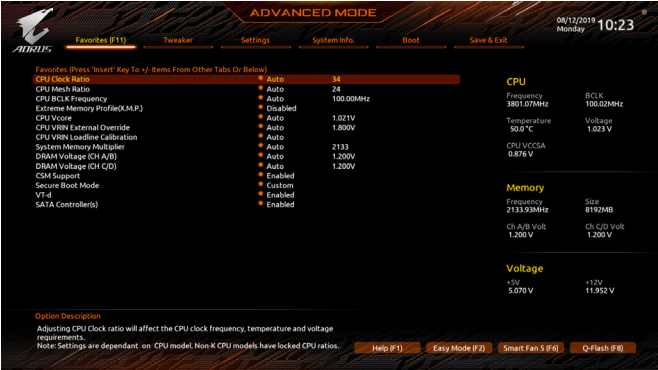 ADVANCED MODE
AORUS
Favorites (F11) Tweaker Settings System Info. Boot Save & Exit
08/12/2019 Monday 10:23
Favorites (Press 'Insert' Key To +/- Items From Other Tabs Or Below)
CPU Clock Ratio Auto 34
CPU Mesh Ratio Auto 24
CPU BCLK Frequency Auto 100.00MHz
Extreme Memory Profile(X.M.P.) Disabled
CPU Vcore Auto 1.021V
CPU VRIN External Override Auto 1.800V
CPU VRIN Loadline Calibration Auto
System Memory Multiplier Auto 2133
DRAM Voltage (CH A/B) Auto 1.200V
DRAM Voltage (CH C/D) Auto 1.200V
CSM Support Enabled
Secure Boot Mode Custom
VT-d Enabled
SATA Controller(s) Enabled
CPU
Frequency BCLK
3801.07MHz 100.02MHz
Temperature Voltage
50.0 °C 1.023 V
CPU VCCSA
0.876 V
Memory
Frequency Size
2133.93MHz 8192MB
Ch A/B Volt Ch C/D Volt
1.200 V 1.200 V
Voltage
+5V +12V
5.070 V 11.952 V
Option Description
Adjusting CPU Clock ratio will affect the CPU clock frequency, temperature and voltage
requirements.
Note: Settings are dependant on CPU model. Non-K CPU models have locked CPU ratios.
Help (F1) Easy Mode (F2) Smart Fan 5 (F6) Q-Flash (F8)